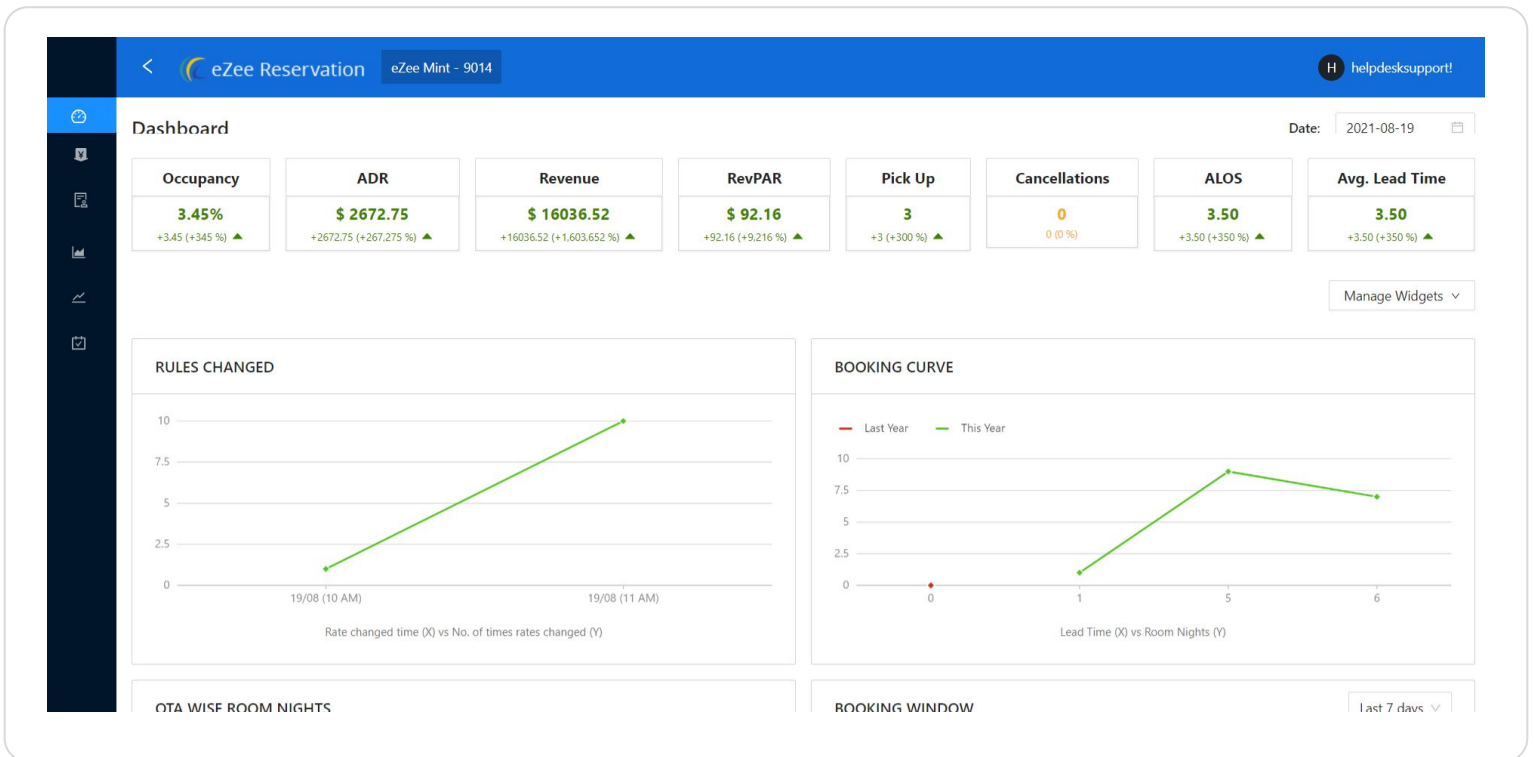 eZee Reservation eZee Mint - 9014 H helpdesksupport!
Dashboard Date: 2021-08-19
Occupancy ADR Revenue RevPAR Pick Up Cancellations ALOS Avg. Lead Time
3.45% $ 2672.75 $ 16036.52 $ 92.16 3 0 3.50 3.50
+3.45 (+345 %) +2672.75 (+267,275 %) +16036.52 (+1,603,652 %) +92.16 (+9,216 %) +3 (+300 %) 0 (0 %) +3.50 (+350 %) +3.50 (+350 %)
Manage Widgets
RULES CHANGED
10
7.5
5
2.5
0
19/08 (10 AM) 19/08 (11 AM)
Rate changed time (X) vs No. of times rates changed (Y)
BOOKING CURVE
Last Year This Year
10
7.5
5
2.5
0
0 1 5 6
Lead Time (X) vs Room Nights (Y)
OTA WISE ROOM NIGHTS
BOOKING WINDOW Last 7 days